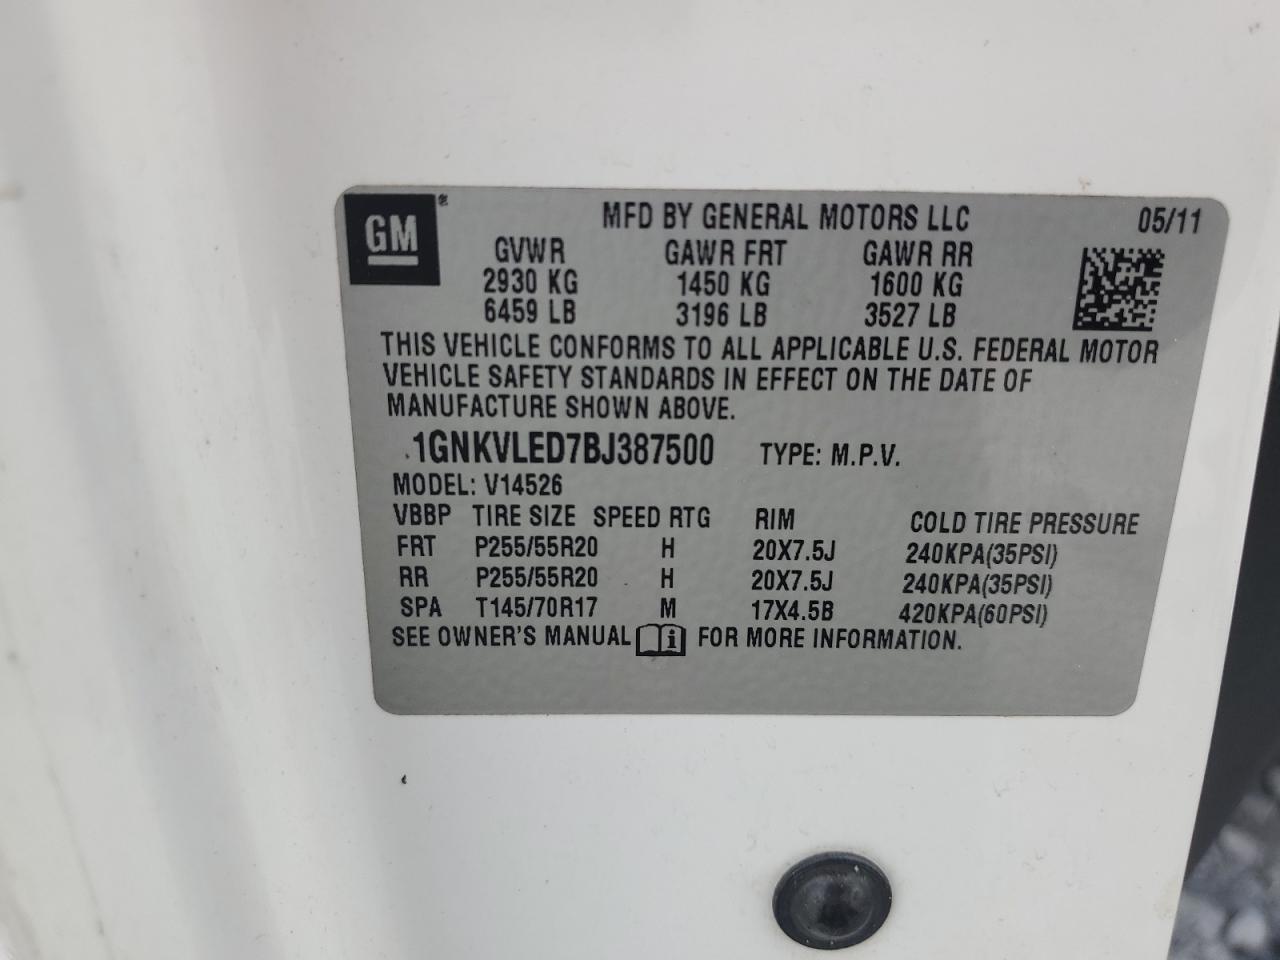 GM®
MFD BY GENERAL MOTORS LLC 05/11
GVWR GAWR FRT GAWR RR
2930 KG 1450 KG 1600 KG
6459 LB 3196 LB 3527 LB
THIS VEHICLE CONFORMS TO ALL APPLICABLE U.S. FEDERAL MOTOR
VEHICLE SAFETY STANDARDS IN EFFECT ON THE DATE OF
MANUFACTURE SHOWN ABOVE.
1GNKVLED7BJ387500 TYPE: M.P.V.
MODEL: V14526
VBBP TIRE SIZE SPEED RTG RIM COLD TIRE PRESSURE
FRT P255/55R20 H 20X7.5J 240KPA(35PSI)
RR P255/55R20 H 20X7.5J 240KPA(35PSI)
SPA T145/70R17 M 17X4.5B 420KPA(60PSI)
SEE OWNER'S MANUAL i FOR MORE INFORMATION.